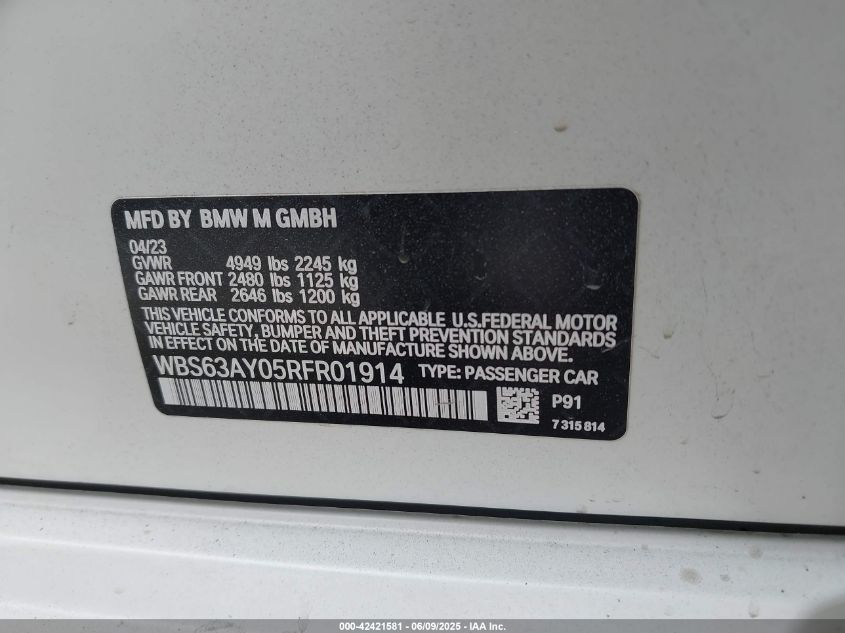 MFD BY BMW M GMBH
04/23
GVWR 4949 lbs 2245 kg
GAWR FRONT 2480 lbs 1125 kg
GAWR REAR 2646 lbs 1200 kg
THIS VEHICLE CONFORMS TO ALL APPLICABLE U.S.FEDERAL MOTOR
VEHICLE SAFETY, BUMPER AND THEFT PREVENTION STANDARDS
IN EFFECT ON THE DATE OF MANUFACTURE SHOWN ABOVE.
WBS63AY05RFR01914 TYPE: PASSENGER CAR
P91
7 315 814
000-42421581 - 06/09/2025 - IAA Inc.